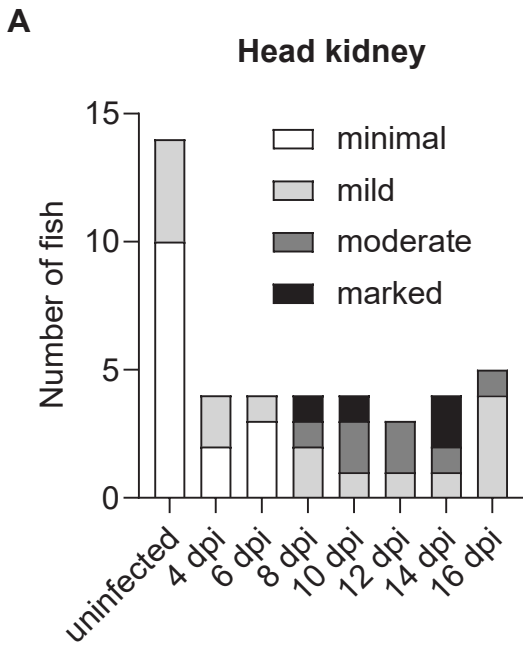 A
Head kidney
Number of fish
15
10
5
0
minimal
mild
moderate
marked
uninfected
4 dpi
6 dpi
8 dpi
10 dpi
12 dpi
14 dpi
16 dpi